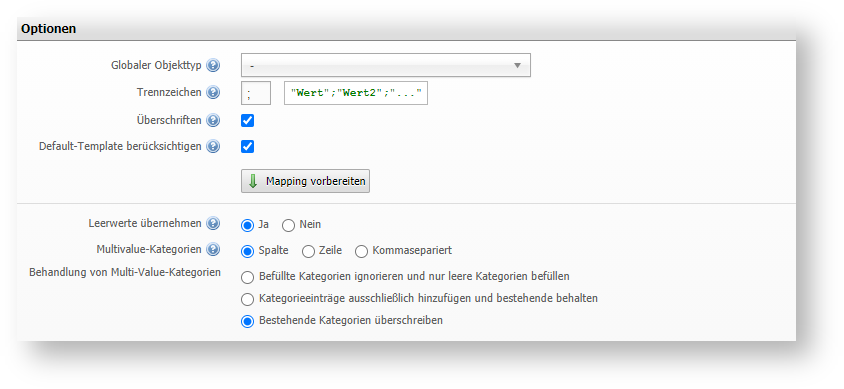 Optionen
Globaler Objekttyp -
Trennzeichen ; "Wert";"Wert2";"..."
Überschriften
Default-Template berücksichtigen
Mapping vorbereiten
Leerwerte übernehmen Ja Nein
Multivalue-Kategorien Spalte Zeile Kommasepariert
Behandlung von Multi-Value-Kategorien Befüllte Kategorien ignorieren und nur leere Kategorien befüllen
Kategorieeinträge ausschließlich hinzufügen und bestehende behalten
Bestehende Kategorien überschreiben